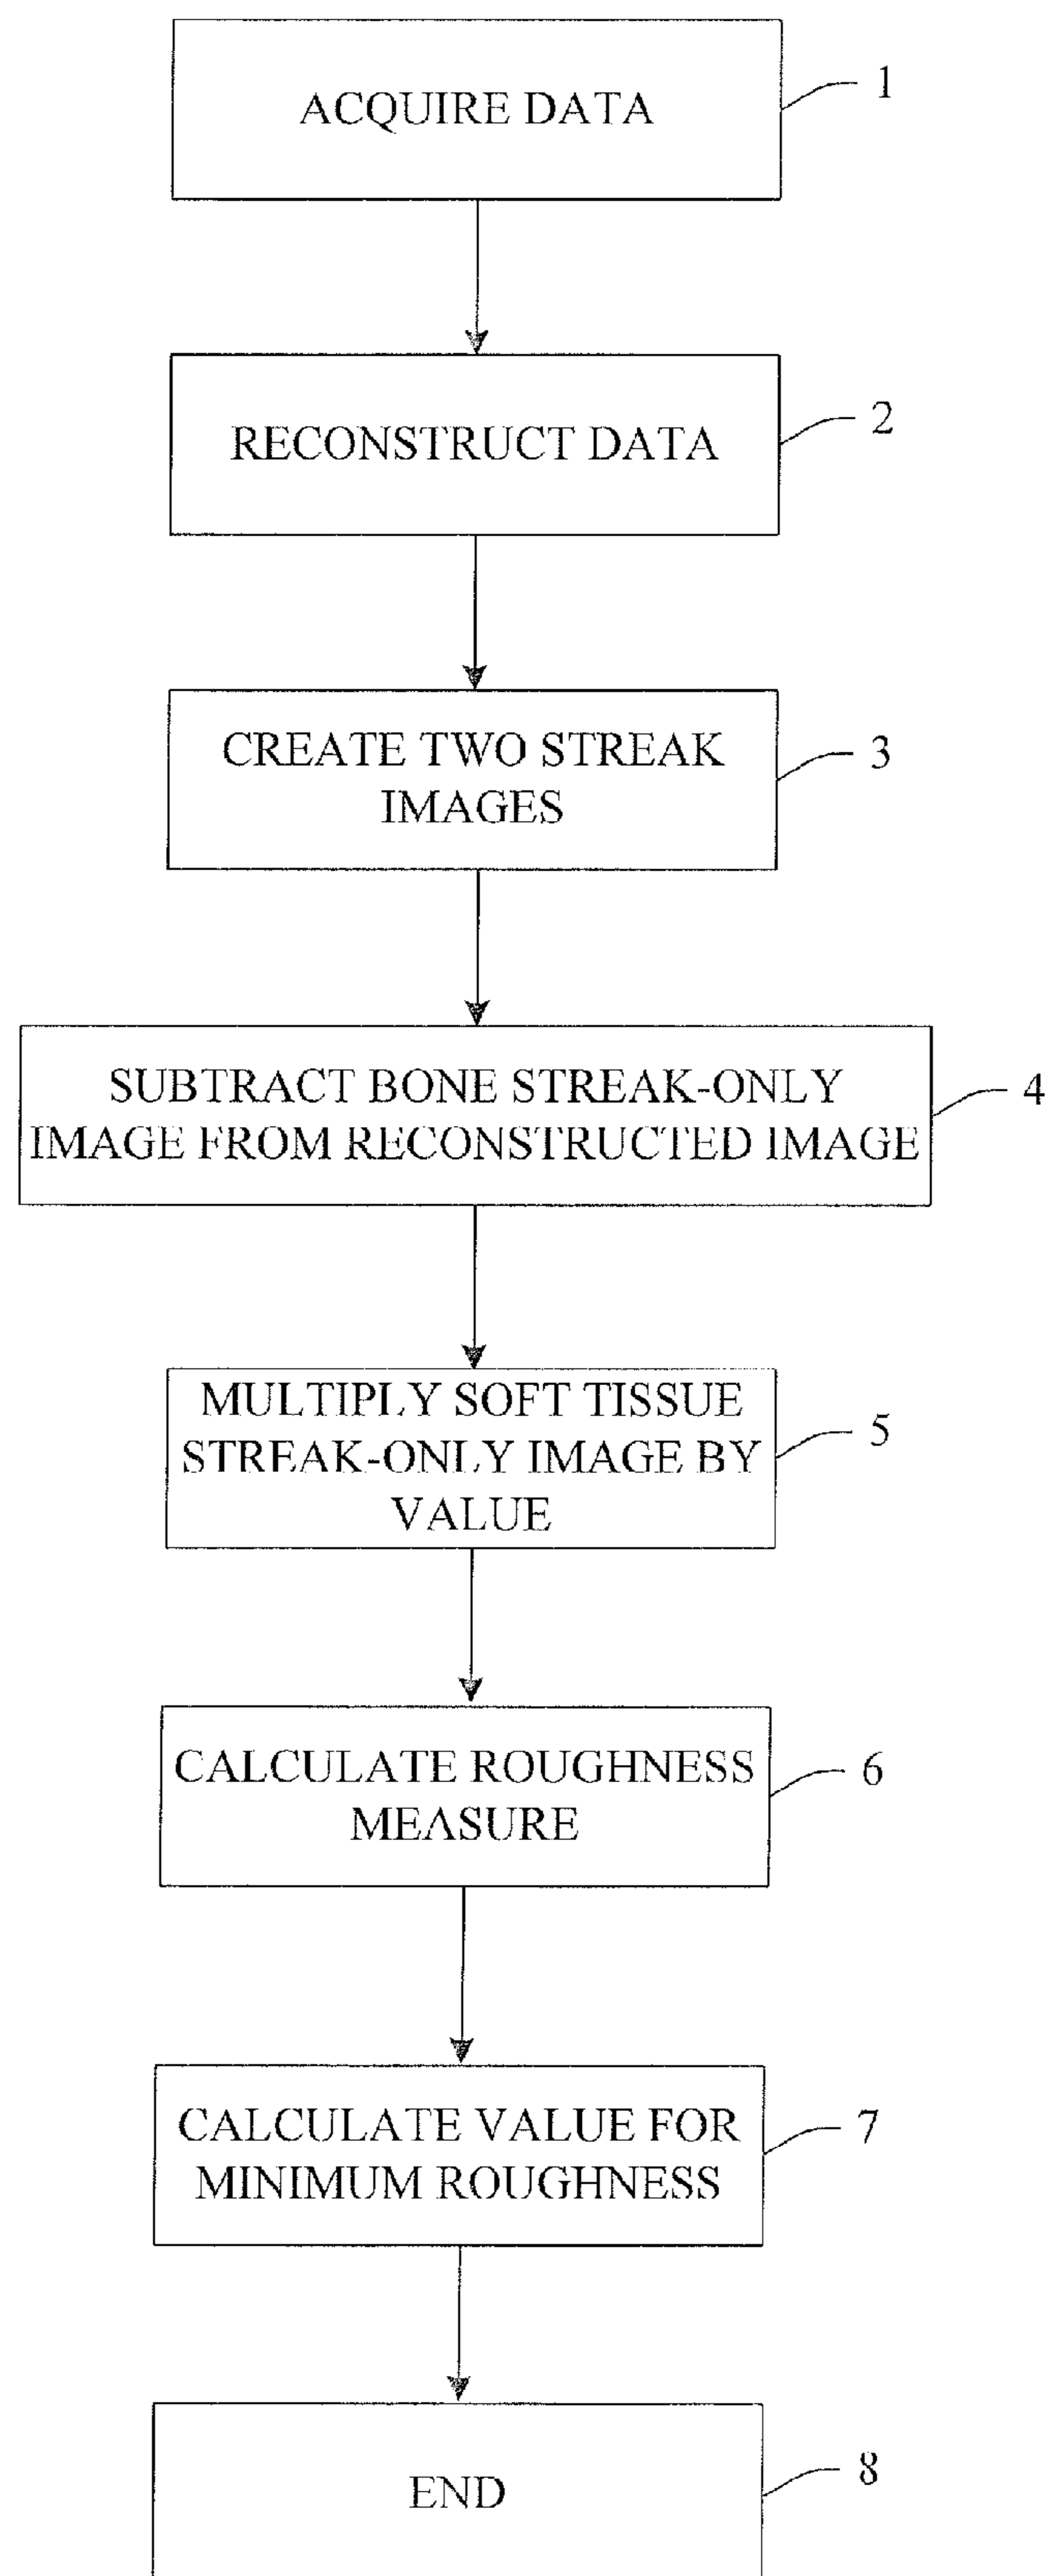 ACQUIRE DATA
1
RECONSTRUCT DATA
2
CREATE TWO STREAK
IMAGES
3
SUBTRACT BONE STREAK-ONLY
IMAGE FROM RECONSTRUCTED IMAGE
4
MULTIPLY SOFT TISSUE
STREAK-ONLY IMAGE BY
VALUE
5
CALCULATE ROUGHNESS
MEASURE
6
CALCULATE VALUE FOR
MINIMUM ROUGHNESS
7
END
8